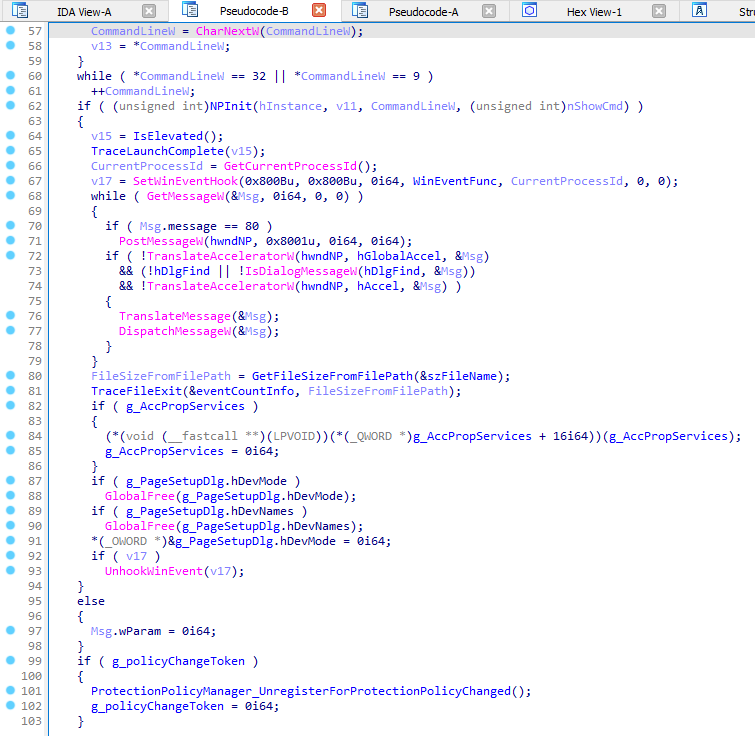 IDA View-A Pseudocode-B Pseudocode-A Hex View-1 Stru
57 CommandLineW = CharNextW(CommandLineW);
58 v13 = *CommandLineW;
59 }
60 while ( *CommandLineW == 32 || *CommandLineW == 9 )
61 ++CommandLineW;
62 if ( (unsigned int)NPInit(hInstance, v11, CommandLineW, (unsigned int)nShowCmd) )
63 {
64 v15 = IsElevated();
65 TraceLaunchComplete(v15);
66 CurrentProcessId = GetCurrentProcessId();
67 v17 = SetWinEventHook(0x800Bu, 0x800Bu, 0i64, WinEventFunc, CurrentProcessId, 0, 0);
68 while ( GetMessageW(&Msg, 0i64, 0, 0) )
69 {
70 if ( Msg.message == 80 )
71 PostMessageW(hwndNP, 0x8001u, 0i64, 0i64);
72 if ( !TranslateAcceleratorW(hwndNP, hGlobalAccel, &Msg)
73 && (!hDlgFind || !IsDialogMessageW(hDlgFind, &Msg))
74 && !TranslateAcceleratorW(hwndNP, hAccel, &Msg) )
75 {
76 TranslateMessage(&Msg);
77 DispatchMessageW(&Msg);
78 }
79 }
80 FileSizeFromFilePath = GetFileSizeFromFilePath(&szFileName);
81 TraceFileExit(&eventCountInfo, FileSizeFromFilePath);
82 if ( g_AccPropServices )
83 {
84 (*(void (__fastcall **)(LPVOID))(*(_QWORD *)g_AccPropServices + 16i64))(g_AccPropServices);
85 g_AccPropServices = 0i64;
86 }
87 if ( g_PageSetupDlg.hDevMode )
88 GlobalFree(g_PageSetupDlg.hDevMode);
89 if ( g_PageSetupDlg.hDevNames )
90 GlobalFree(g_PageSetupDlg.hDevNames);
91 *(_OWORD *)&g_PageSetupDlg.hDevMode = 0i64;
92 if ( v17 )
93 UnhookWinEvent(v17);
94 }
95 else
96 {
97 Msg.wParam = 0i64;
98 }
99 if ( g_policyChangeToken )
100 {
101 ProtectionPolicyManager_UnregisterForProtectionPolicyChanged();
102 g_policyChangeToken = 0i64;
103 }